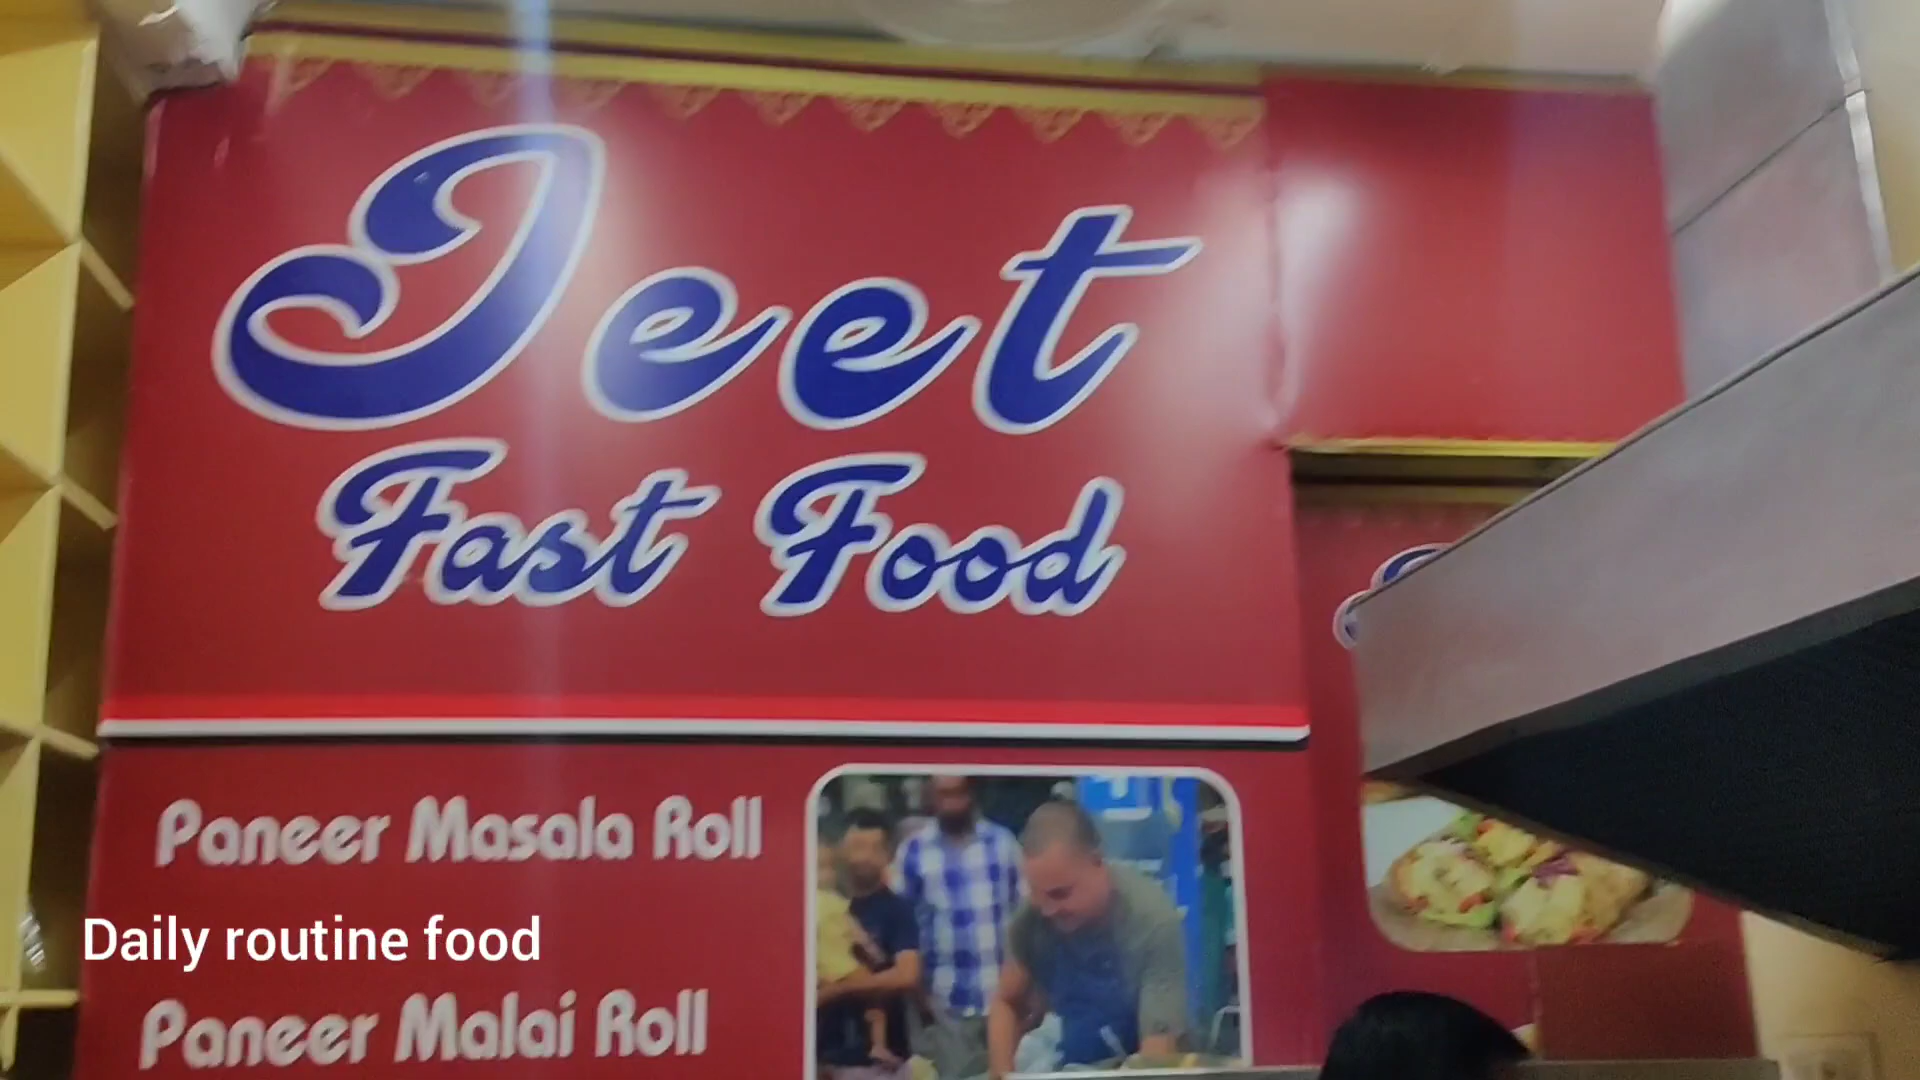 Jeet
Fast Food
Paneer Masala Roll
Daily routine food
Paneer Malai Roll